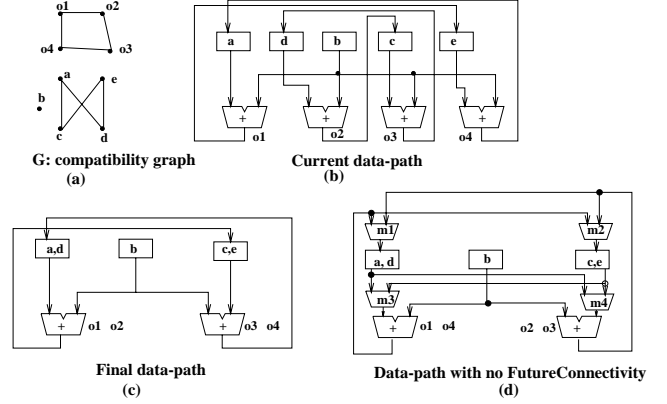 o1 o2
o4 o3
a e
b
c d
G: compatibility graph
(a)
a d b c e
+ + + +
o1 o2 o3 o4
Current data-path
(b)
a,d b c,e
+ o1 o2 + o3 o4
Final data-path
(c)
m1 m2
a, d b c,e
m3 m4
+ o1 o4 o2 o3 +
Data-path with no FutureConnectivity
(d)